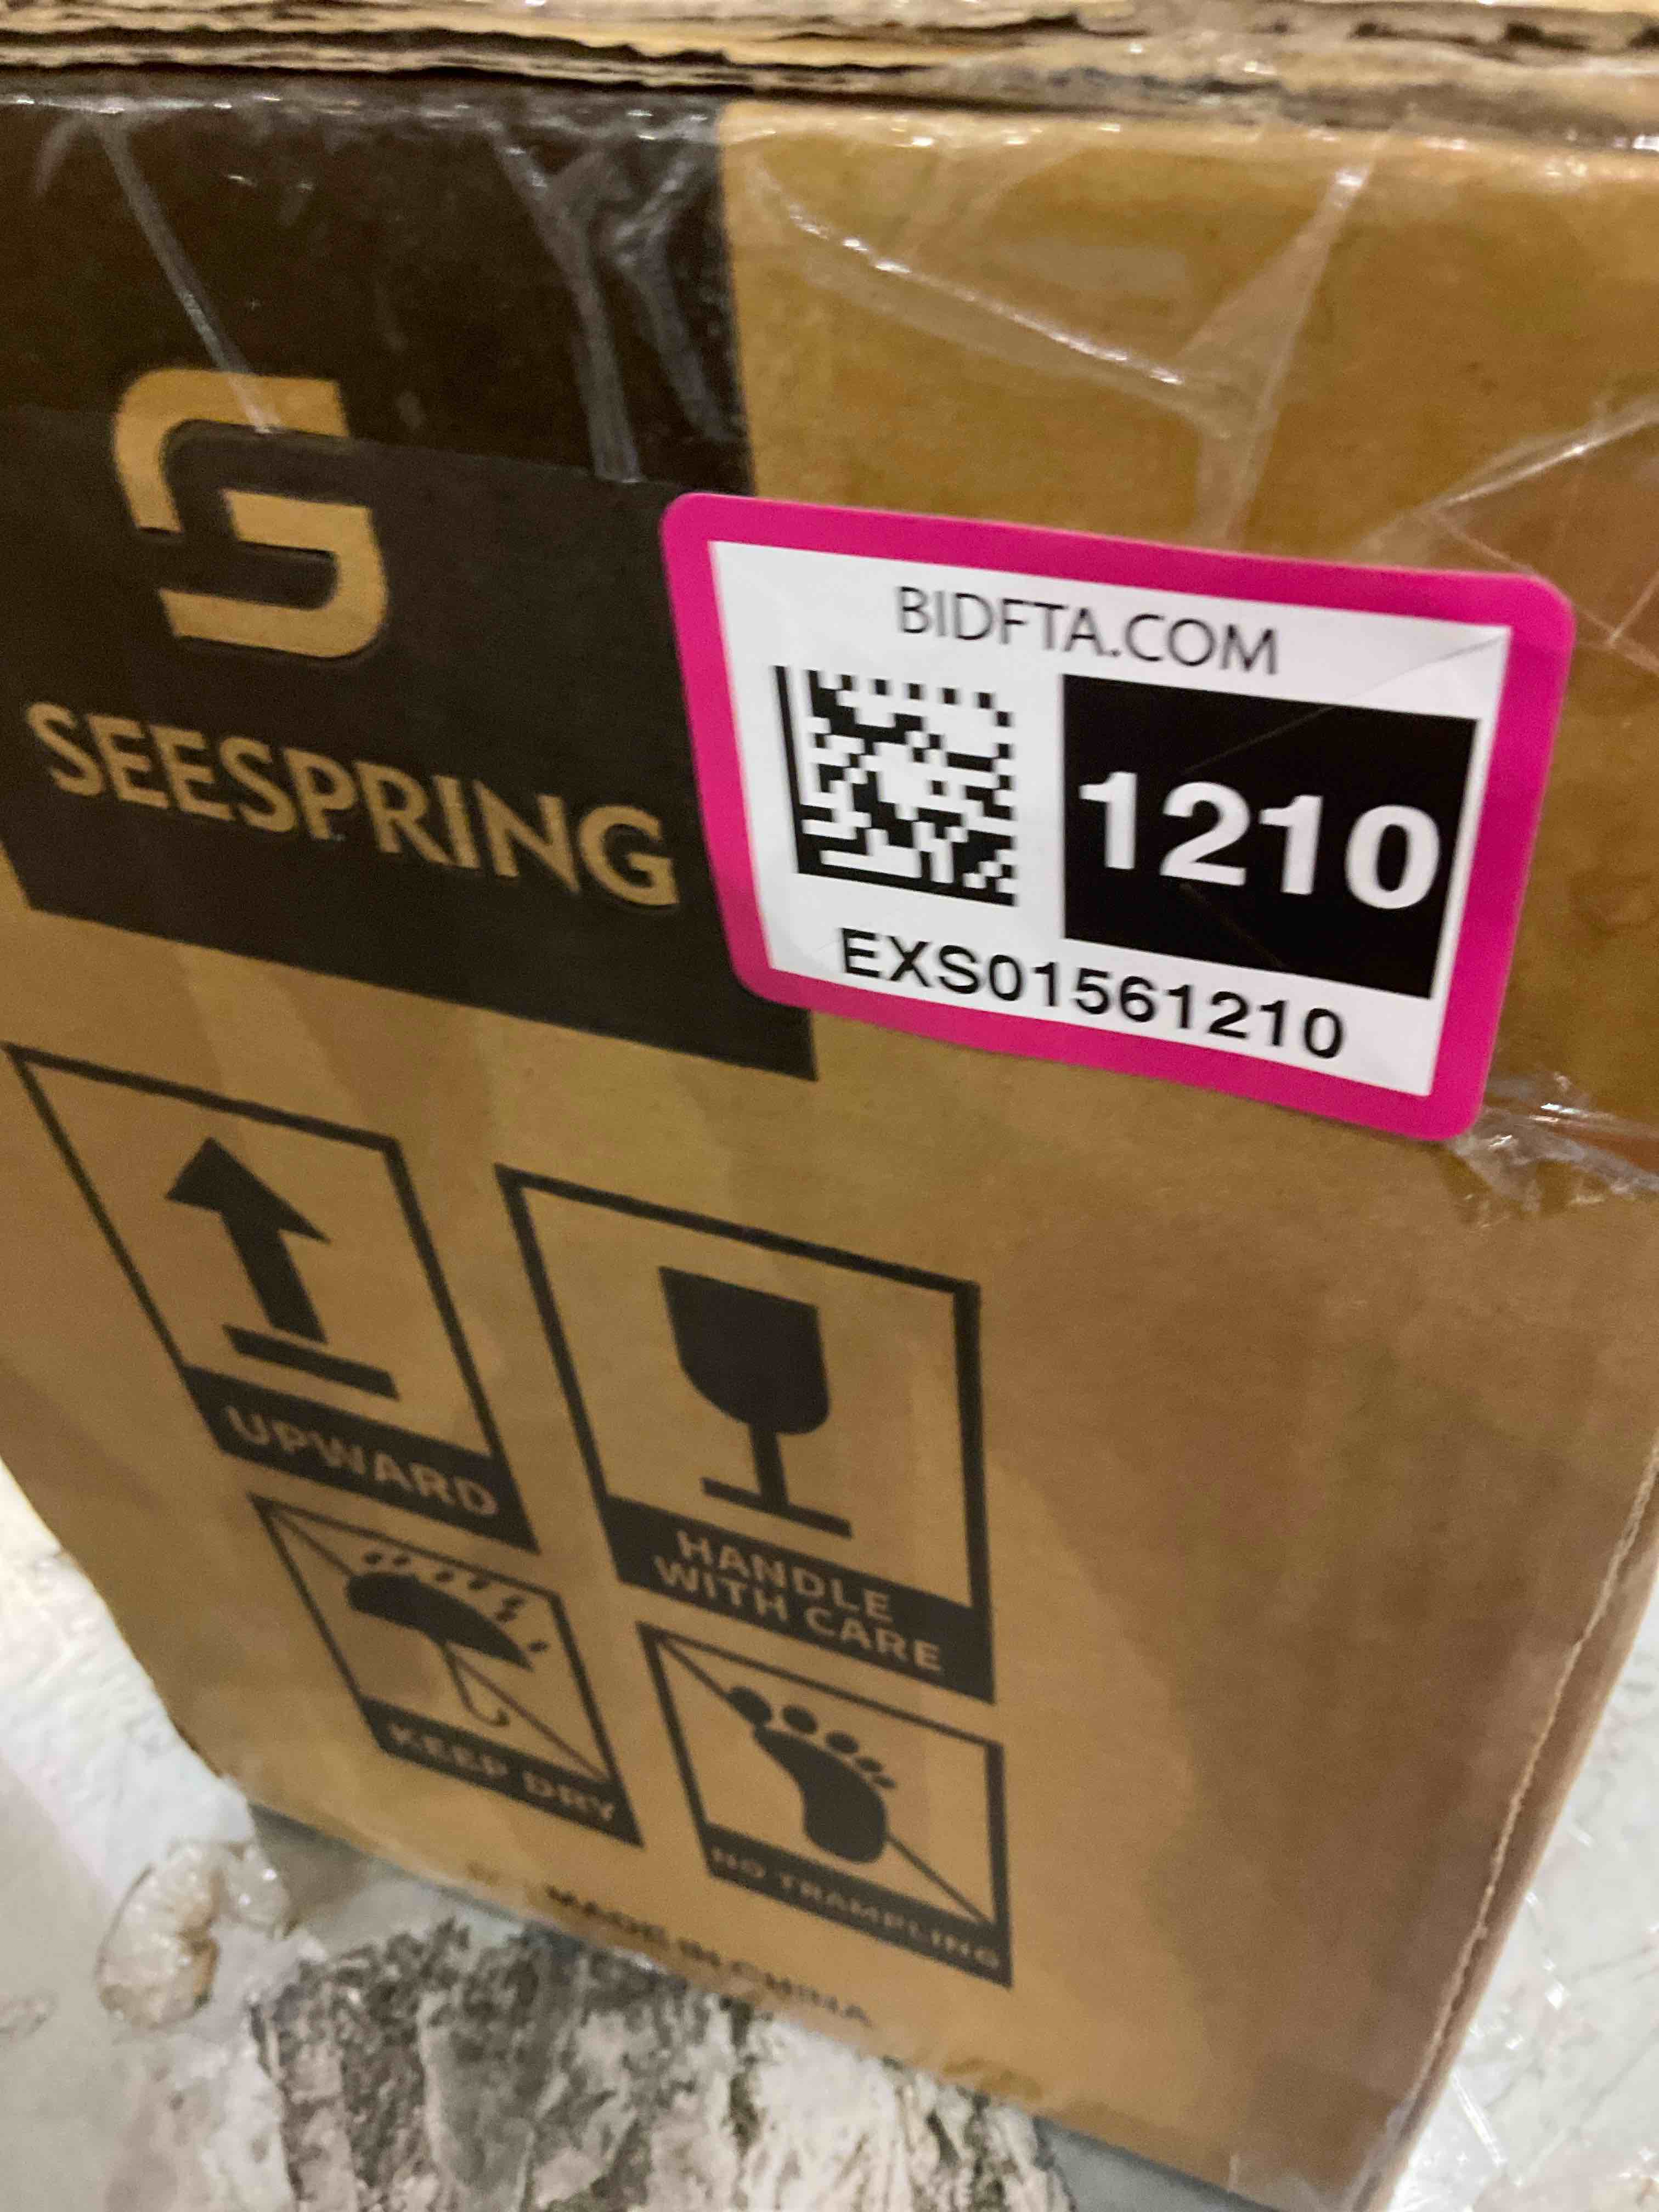 SEESPRING
BIDFTA.COM
1210
EXS01561210
UPWARD
HANDLE
WITH CARE
KEEP DRY
NO TRAMPLING
MADE IN CHINA